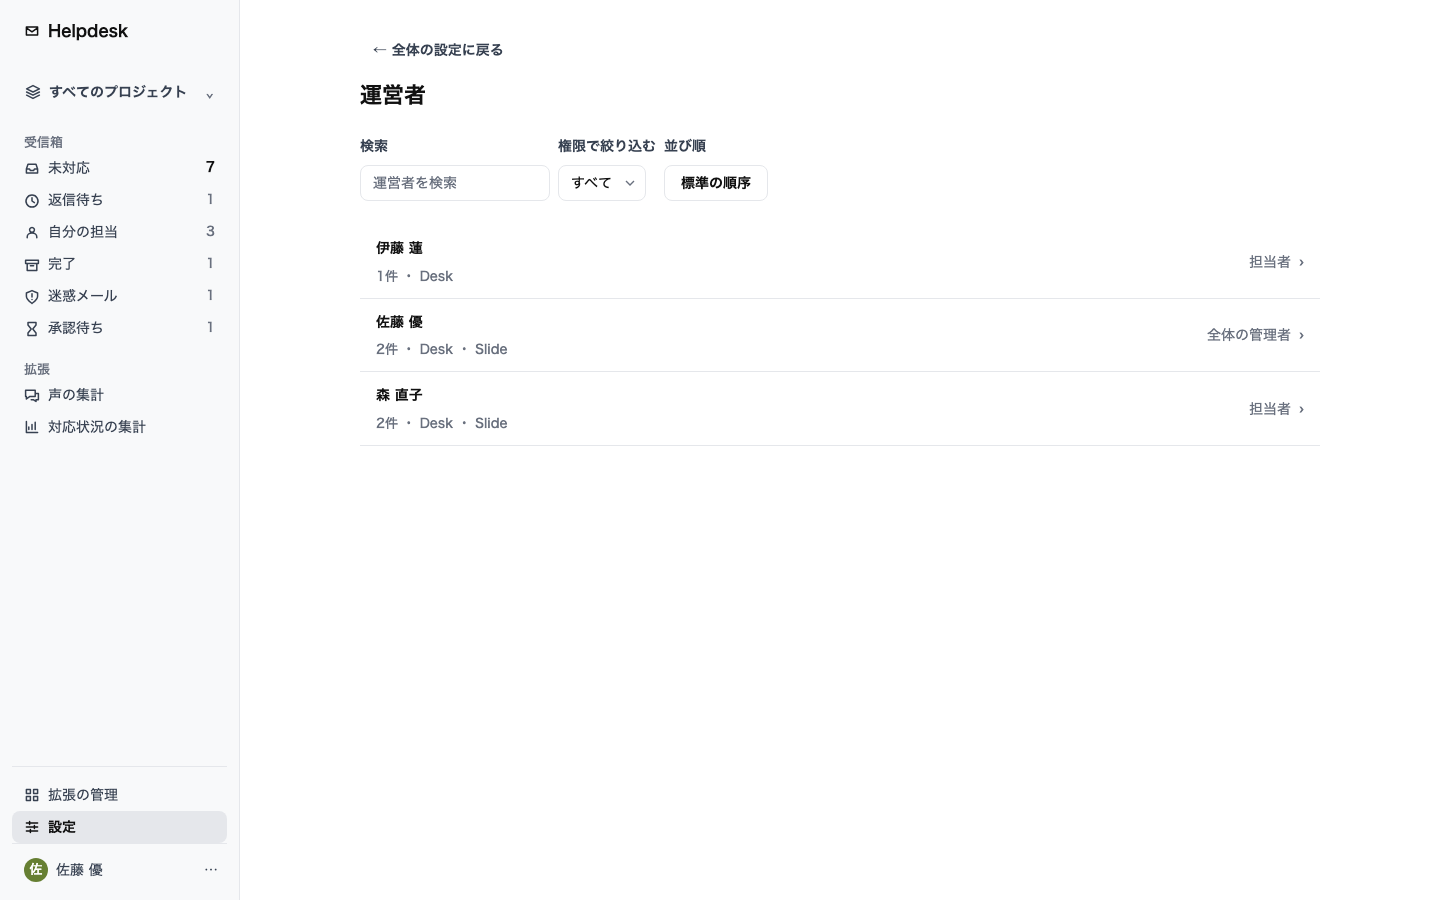 Helpdesk
すべてのプロジェクト
受信箱
未対応 7
返信待ち 1
自分の担当 3
完了 1
迷惑メール 1
承認待ち 1
拡張
声の集計
対応状況の集計
拡張の管理
設定
佐 佐藤 優 …
← 全体の設定に戻る
運営者
検索 権限で絞り込む 並び順
運営者を検索 すべて 標準の順序
伊藤 蓮
1件 ・ Desk
担当者 ›
佐藤 優
2件 ・ Desk ・ Slide
全体の管理者 ›
森 直子
2件 ・ Desk ・ Slide
担当者 ›